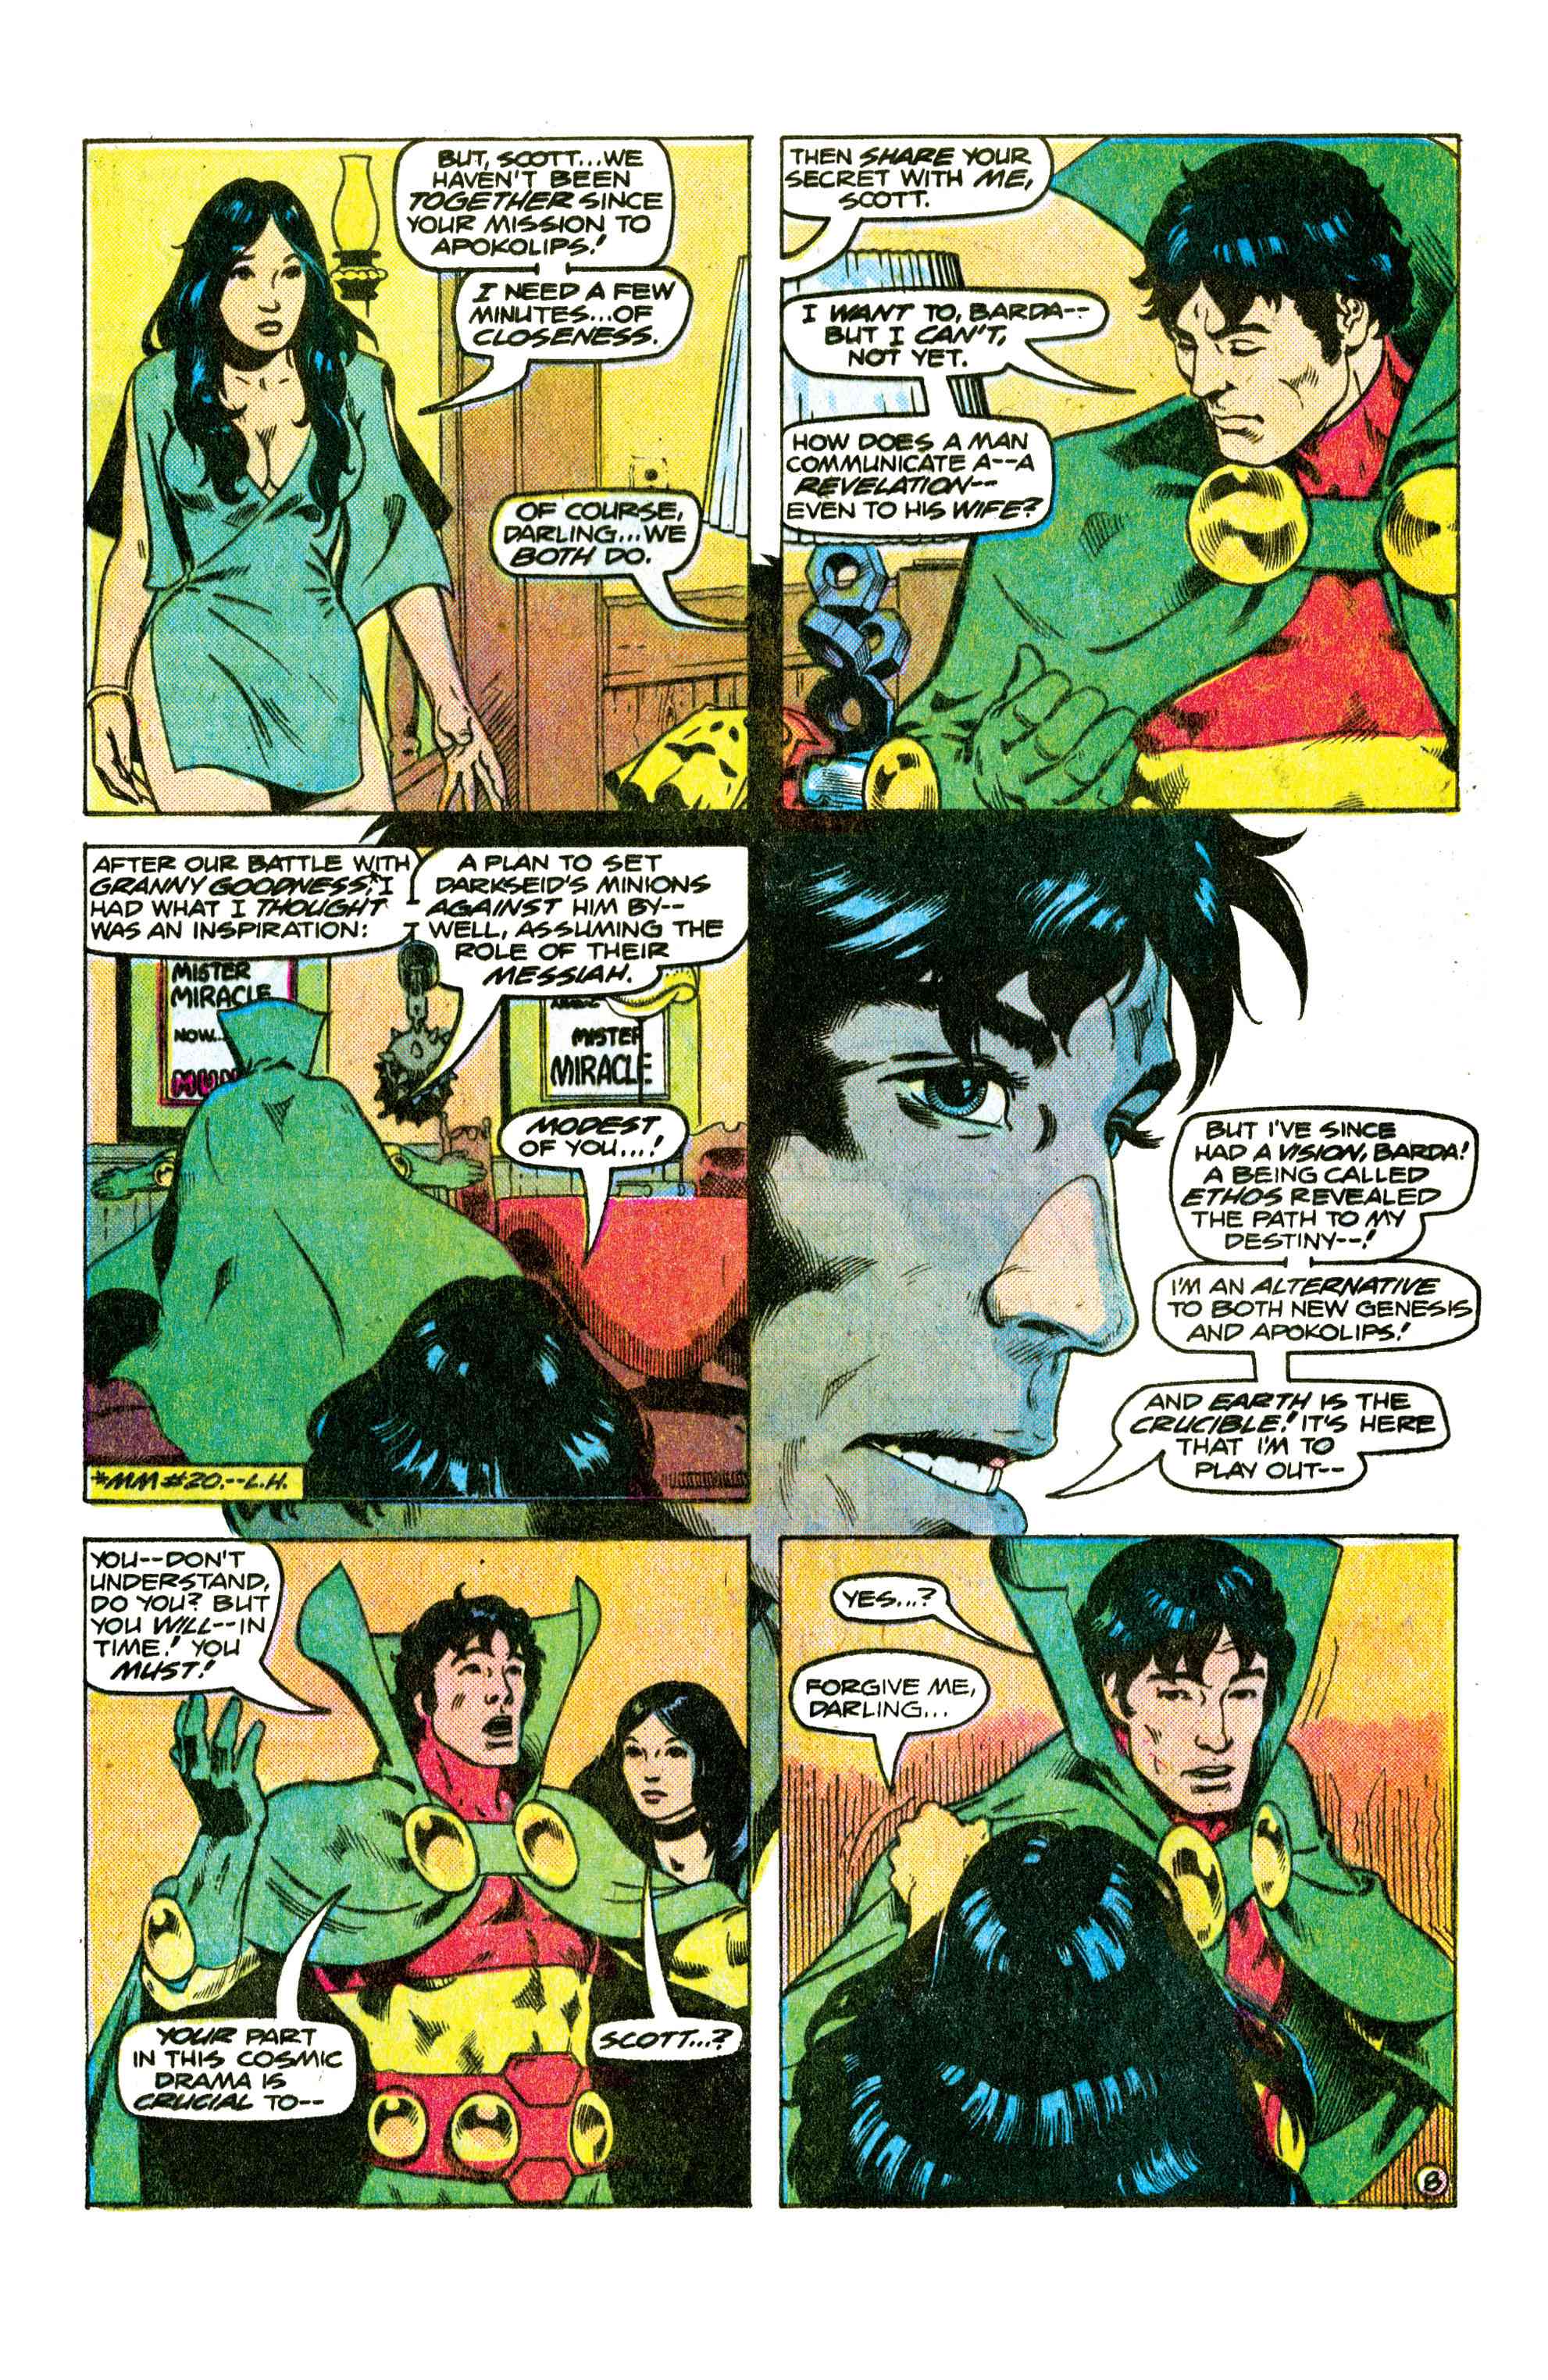 BUT, SCOTT...WE
HAVEN'T BEEN
TOGETHER SINCE
YOUR MISSION TO
APOKOLIPS!
I NEED A FEW
MINUTES...OF
CLOSENESS.
OF COURSE,
DARLING...WE
BOTH DO.
THEN SHARE YOUR
SECRET WITH ME,
SCOTT.
I WANT TO, BARDA--
BUT I CAN'T,
NOT YET.
HOW DOES A MAN
COMMUNICATE A--A
REVELATION--
EVEN TO HIS WIFE?
AFTER OUR BATTLE WITH
GRANNY GOODNESS,* I
HAD WHAT I THOUGHT
WAS AN INSPIRATION:
A PLAN TO SET
DARKSEID'S MINIONS
AGAINST HIM BY--
WELL, ASSUMING THE
ROLE OF THEIR
MESSIAH.
MISTER
MIRACLE
NOW...
MUN
MISTER
MIRACLE
MODEST
OF YOU...!
*MM #20.--L.H.
BUT I'VE SINCE
HAD A VISION, BARDA!
A BEING CALLED
ETHOS REVEALED
THE PATH TO MY
DESTINY--!
I'M AN ALTERNATIVE
TO BOTH NEW GENESIS
AND APOKOLIPS!
AND EARTH IS THE
CRUCIBLE! IT'S HERE
THAT I'M TO
PLAY OUT--
YOU--DON'T
UNDERSTAND,
DO YOU? BUT
YOU WILL--IN
TIME! YOU
MUST!
YOUR PART
IN THIS COSMIC
DRAMA IS
CRUCIAL TO--
SCOTT...?
YES...?
FORGIVE ME,
DARLING...
8